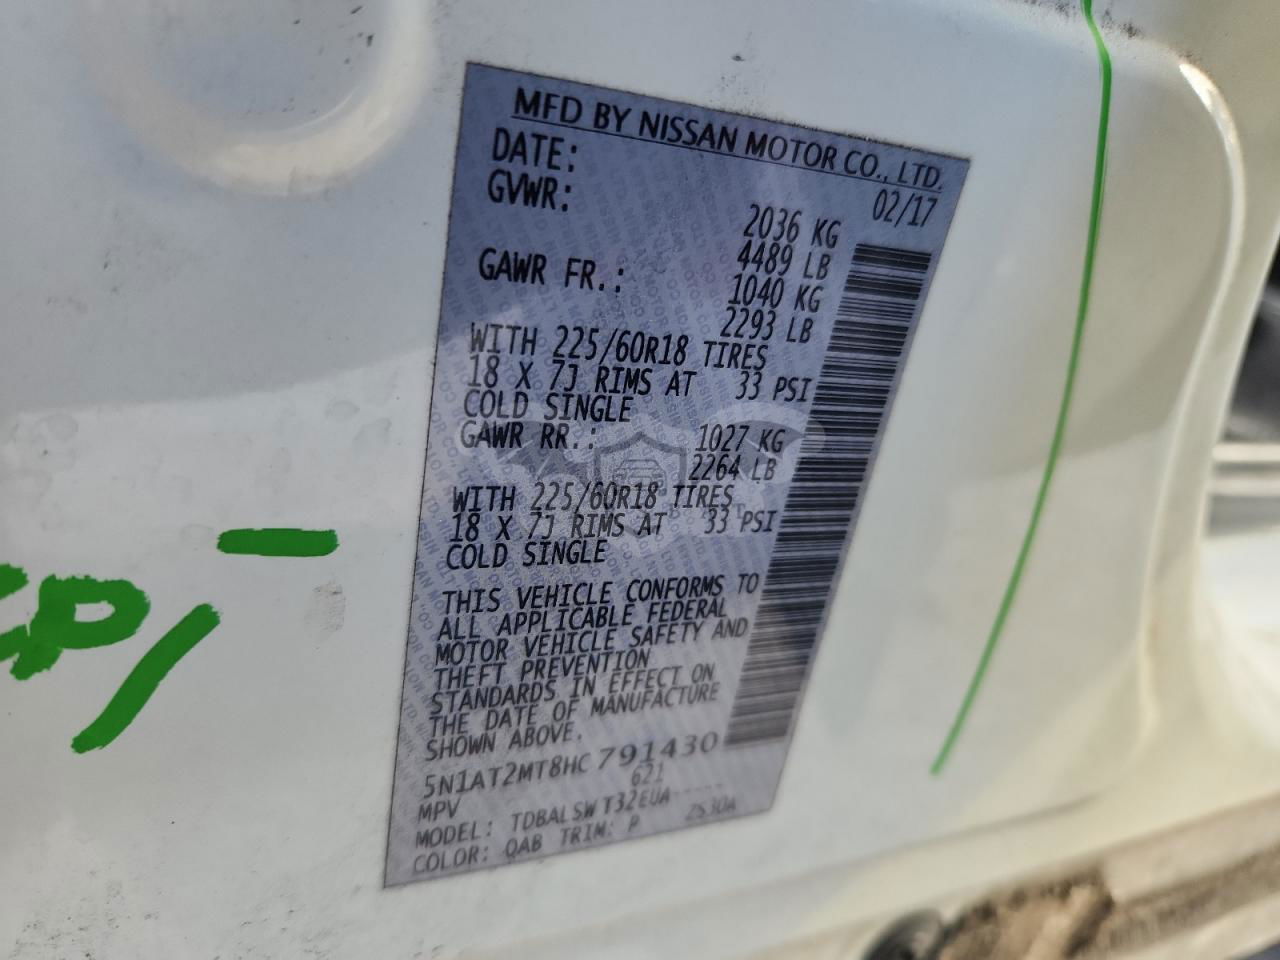 MFD BY NISSAN MOTOR CO., LTD.
DATE: 02/17
GVWR: 2036 KG
4489 LB
GAWR FR.: 1040 KG
2293 LB
WITH 225/60R18 TIRES
18 X 7J RIMS AT 33 PSI
COLD SINGLE
GAWR RR.: 1027 KG
2264 LB
WITH 225/60R18 TIRES
18 X 7J RIMS AT 33 PSI
COLD SINGLE
THIS VEHICLE CONFORMS TO
ALL APPLICABLE FEDERAL
MOTOR VEHICLE SAFETY AND
THEFT PREVENTION
STANDARDS IN EFFECT ON
THE DATE OF MANUFACTURE
SHOWN ABOVE.
5N1AT2MT8HC791430
MPV 621
MODEL: TDBALSWT32EUA-----
COLOR: QAB TRIM: P 2S30A